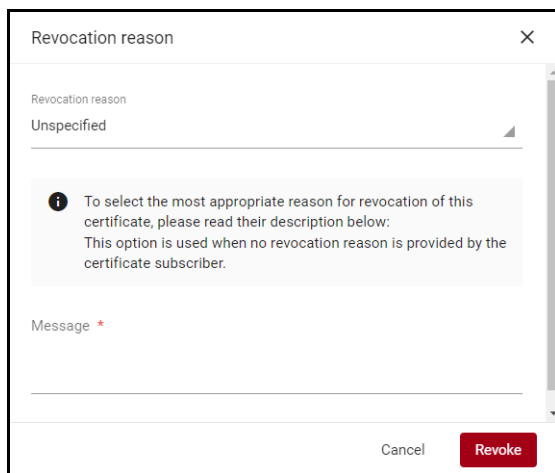 Revocation reason
Revocation reason
Unspecified
To select the most appropriate reason for revocation of this
certificate, please read their description below:
This option is used when no revocation reason is provided by the
certificate subscriber.
Message *
Cancel
Revoke